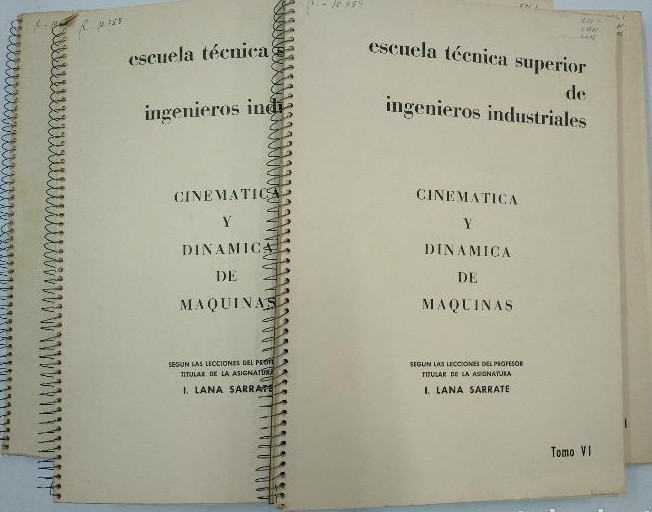 escuela técnica
ingenieros
CINEMATICA
Y
DINAMICA
DE
MAQUINAS
SEGUN LAS LECCIONES DEL
TITULAR DE LA ASIGNATURA
I. LANA SARRATE
escuela técnica superior
de
ingenieros industriales
CINEMATICA
Y
DINAMICA
DE
MAQUINAS
SEGUN LAS LECCIONES DEL PROFESOR
TITULAR DE LA ASIGNATURA
I. LANA SARRATE
Tomo VI